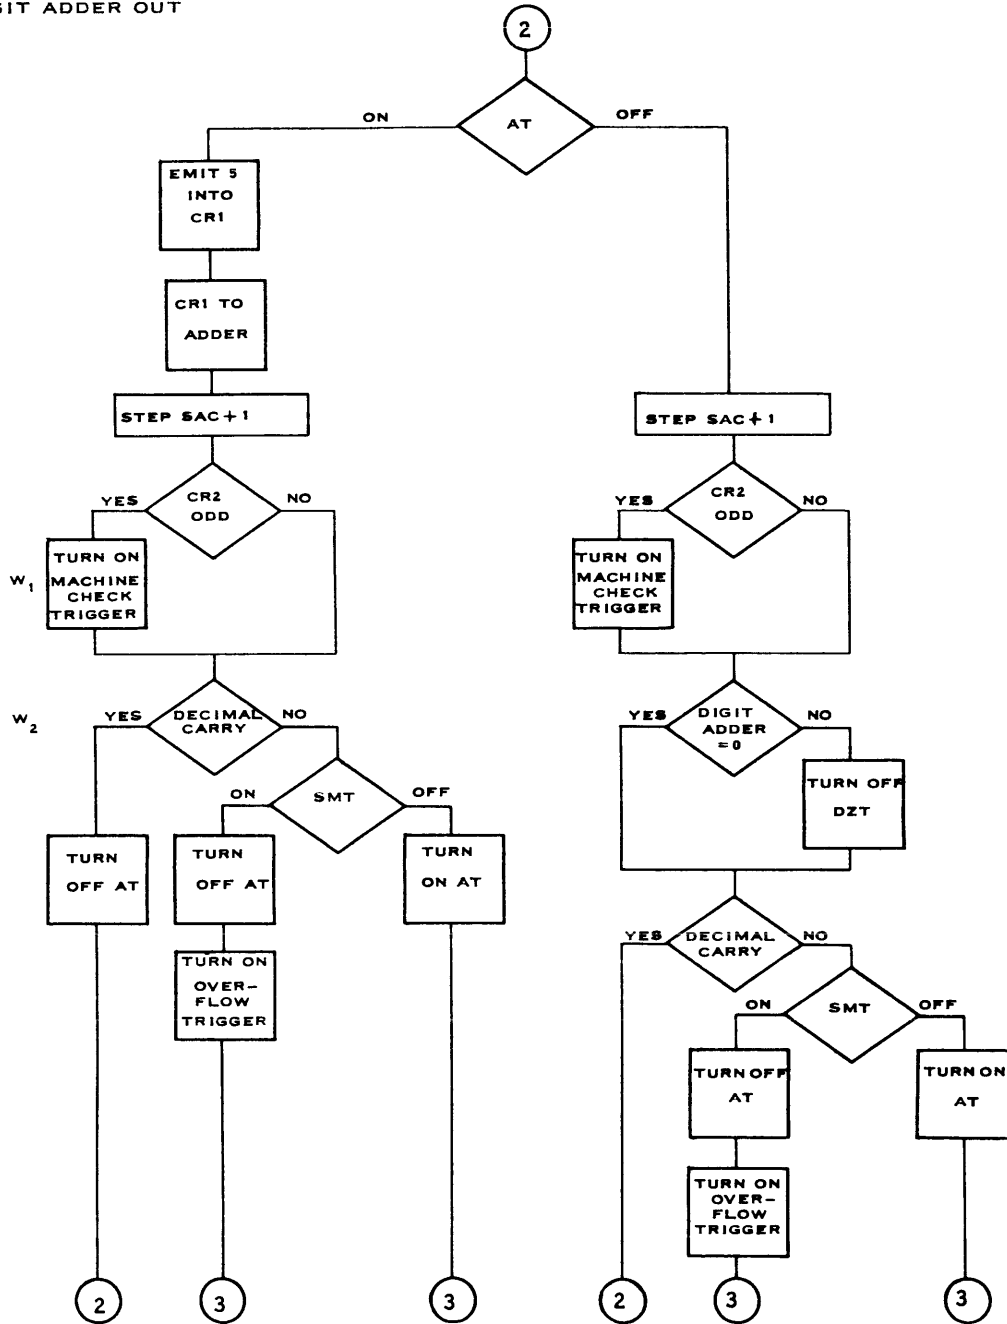 GIT ADDER OUT
2
AT
ON
OFF
EMIT 5
INTO
CR1
CR1 TO
ADDER
STEP SAC+1
STEP SAC+1
CR2
ODD
YES
NO
CR2
ODD
YES
NO
W1
TURN ON
MACHINE
CHECK
TRIGGER
TURN ON
MACHINE
CHECK
TRIGGER
W2
YES
DECIMAL
CARRY
NO
YES
DIGIT
ADDER
=0
NO
ON
SMT
OFF
TURN OFF
DZT
TURN
OFF AT
TURN
OFF AT
TURN
ON AT
TURN ON
OVER-
FLOW
TRIGGER
YES
DECIMAL
CARRY
NO
ON
SMT
OFF
TURN OFF
AT
TURN ON
AT
TURN ON
OVER-
FLOW
TRIGGER
2
3
3
2
3
3